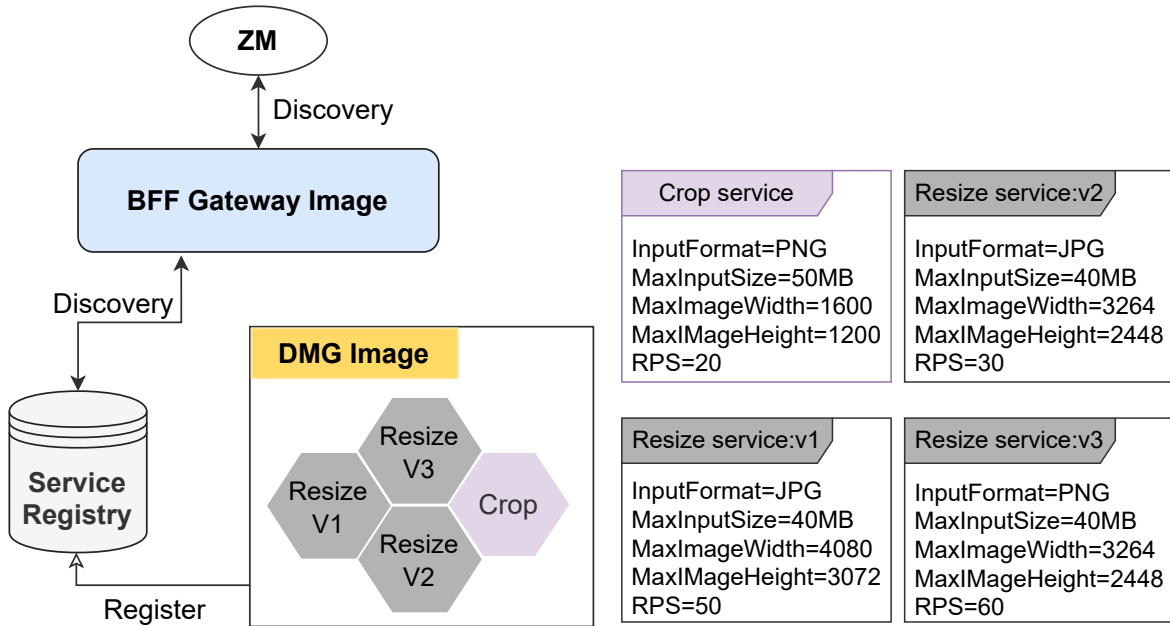 ZM
Discovery
BFF Gateway Image
Discovery
Service
Registry
Register
DMG Image
Resize
V3
Resize
V1
Crop
Resize
V2
Crop service
InputFormat=PNG
MaxInputSize=50MB
MaxImageWidth=1600
MaxIMageHeight=1200
RPS=20
Resize service:v2
InputFormat=JPG
MaxInputSize=40MB
MaxImageWidth=3264
MaxIMageHeight=2448
RPS=30
Resize service:v1
InputFormat=JPG
MaxInputSize=40MB
MaxImageWidth=4080
MaxIMageHeight=3072
RPS=50
Resize service:v3
InputFormat=PNG
MaxInputSize=40MB
MaxImageWidth=3264
MaxIMageHeight=2448
RPS=60